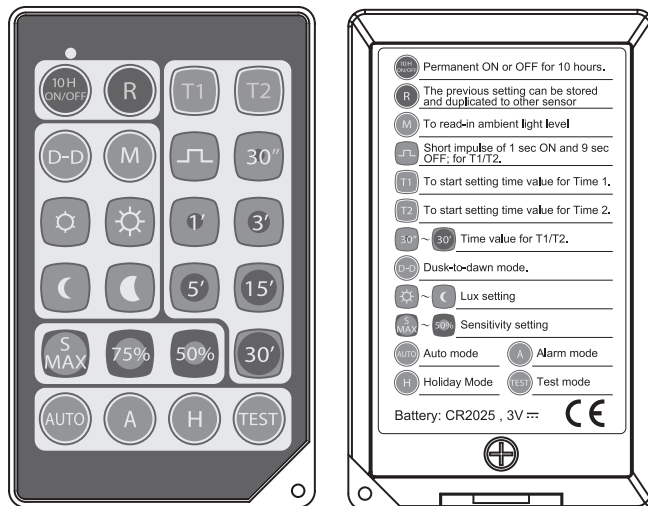 10H
ON/OFF
R
T1
T2
D-D
M
30″
1′
3′
5′
15′
S
MAX
75%
50%
30′
AUTO
A
H
TEST
10H
ON/OFF
Permanent ON or OFF for 10 hours.
R
The previous setting can be stored
and duplicated to other sensor
M
To read-in ambient light level
Short impulse of 1 sec ON and 9 sec
OFF; for T1/T2.
T1 To start setting time value for Time 1.
T2 To start setting time value for Time 2.
30″ ~ 30′ Time value for T1/T2.
D-D Dusk-to-dawn mode.
~ Lux setting
S
MAX
~ 50% Sensitivity setting
AUTO Auto mode A Alarm mode
H Holiday Mode TEST Test mode
Battery: CR2025 , 3V ⎓ CE